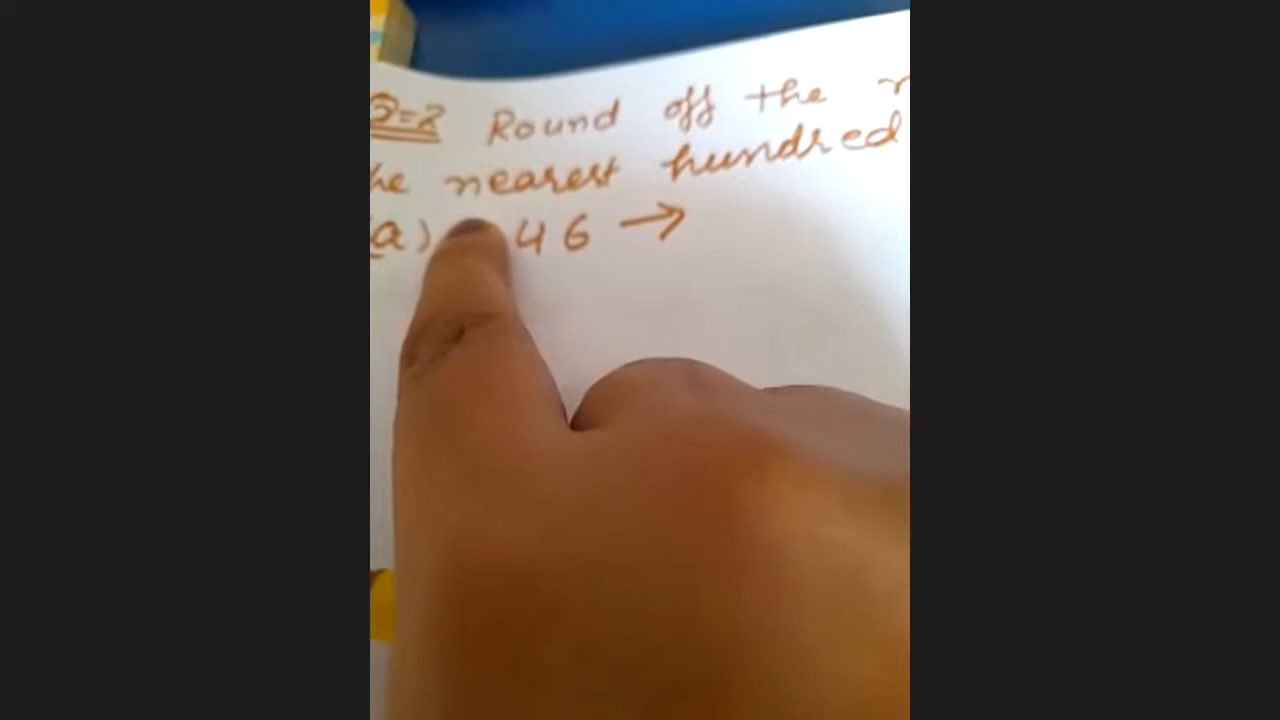 Q=2 Round off the
he nearest hundred
(a) 46 →